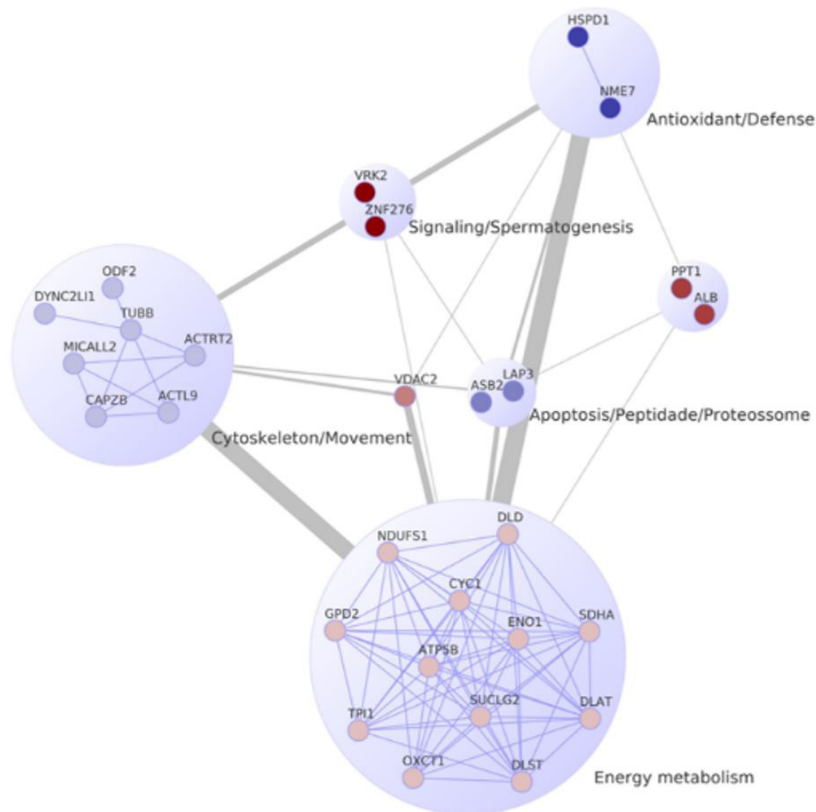 HSPD1
NME7
Antioxidant/Defense
VRK2
ZNF276
Signaling/Spermatogenesis
ODF2
DYNC2LI1
TUBB
MICALL2
ACTRT2
CAPZB
ACTL9
Cytoskeleton/Movement
PPT1
ALB
VDAC2
ASB2
LAP3
Apoptosis/Peptidade/Proteossome
NDUFS1
DLD
CYC1
GPD2
ENO1
SDHA
ATP5B
SUCLG2
TPI1
DLAT
OXCT1
DLST
Energy metabolism